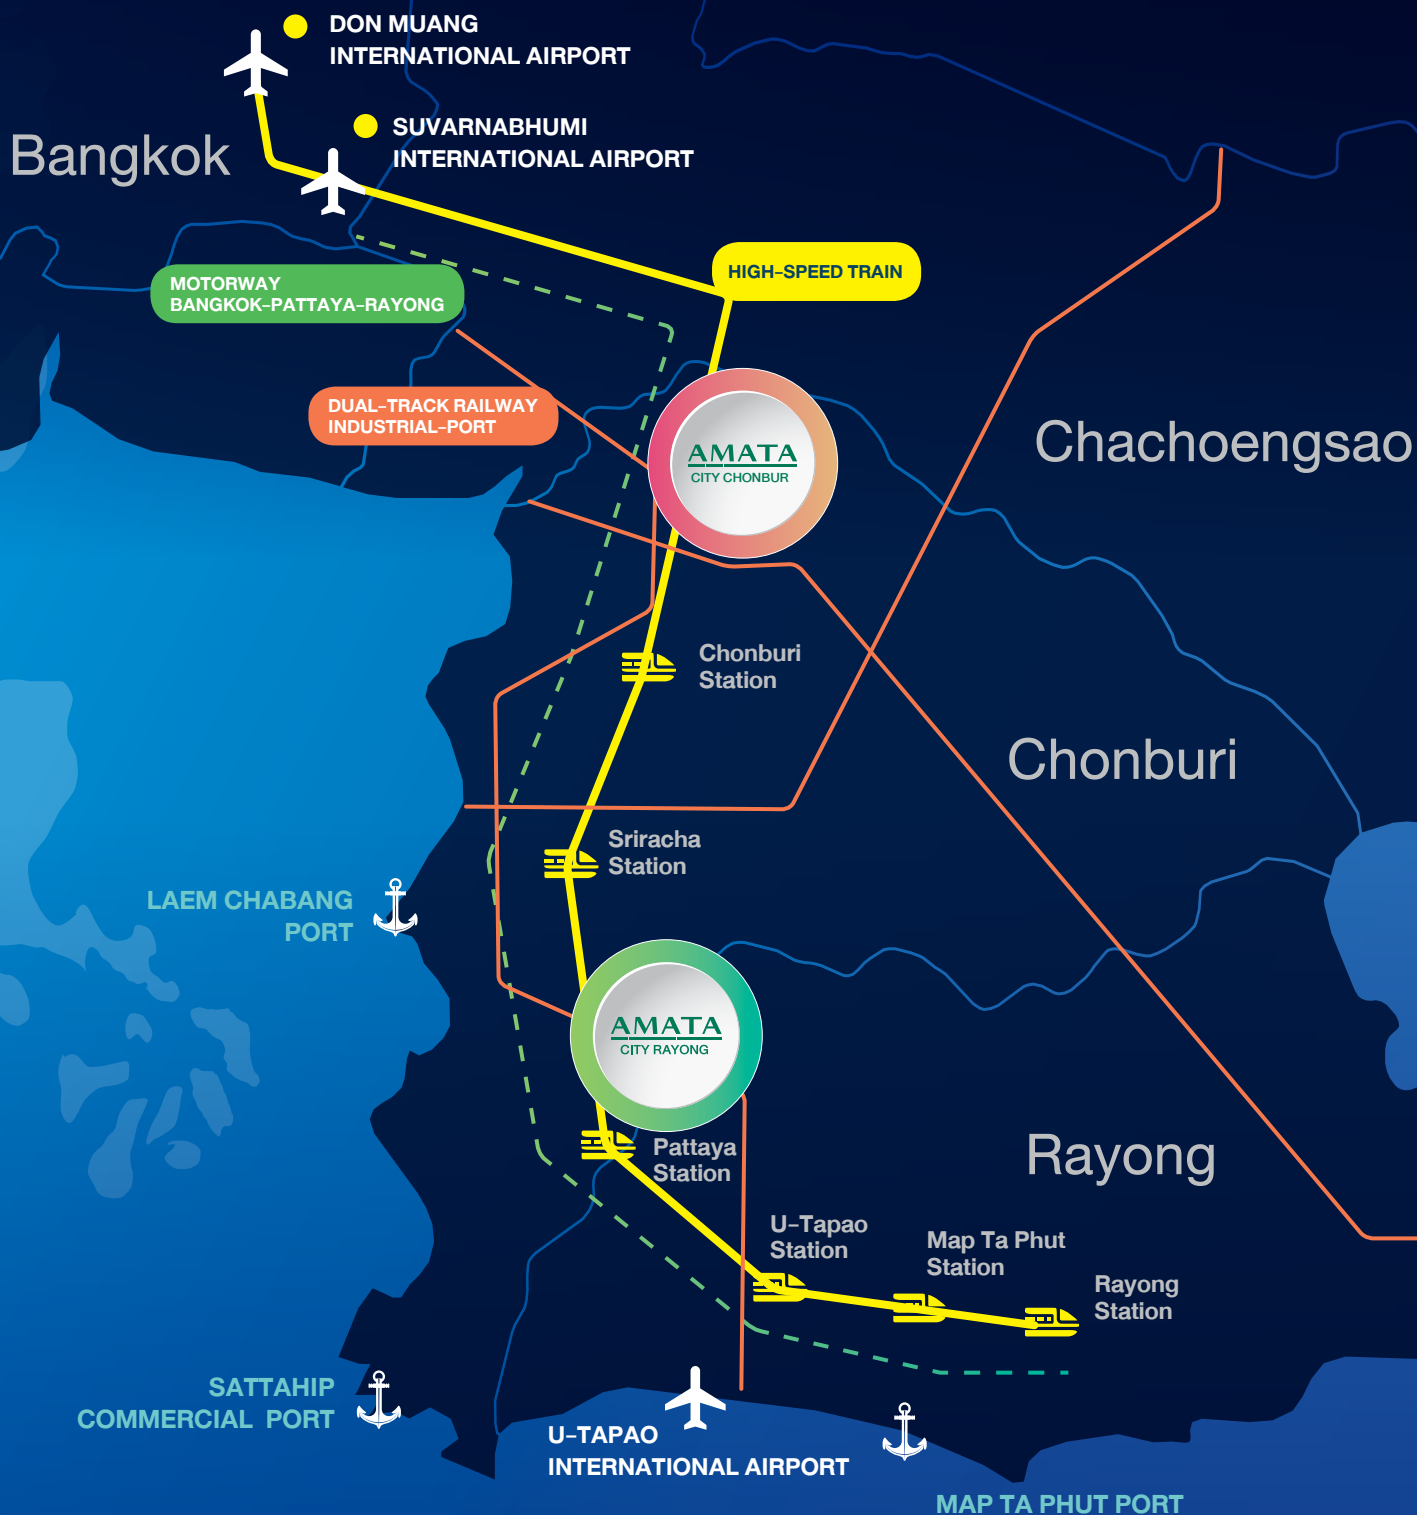 DON MUANG
INTERNATIONAL AIRPORT
SUVARNABHUMI
INTERNATIONAL AIRPORT
Bangkok
HIGH-SPEED TRAIN
MOTORWAY
BANGKOK-PATTAYA-RAYONG
DUAL-TRACK RAILWAY
INDUSTRIAL-PORT
Chachoengsao
AMATA
CITY CHONBUR
Chonburi
Station
Chonburi
Sriracha
Station
LAEM CHABANG
PORT
AMATA
CITY RAYONG
Pattaya
Station
Rayong
U-Tapao
Station
Map Ta Phut
Station
Rayong
Station
SATTAHIP
COMMERCIAL PORT
U-TAPAO
INTERNATIONAL AIRPORT
MAP TA PHUT PORT